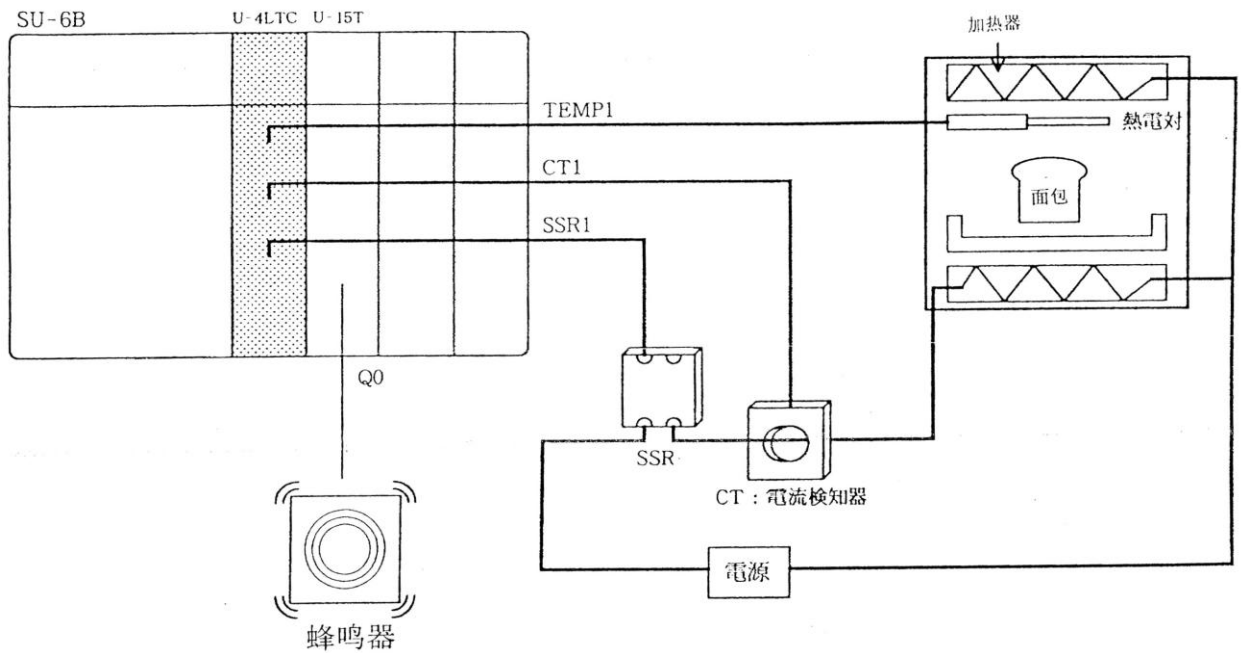 SU-6B
U-4LTC
U-15T
加热器
TEMP1
熱電対
CT1
面包
SSR1
Q0
SSR
CT：電流検知器
電源
蜂鸣器